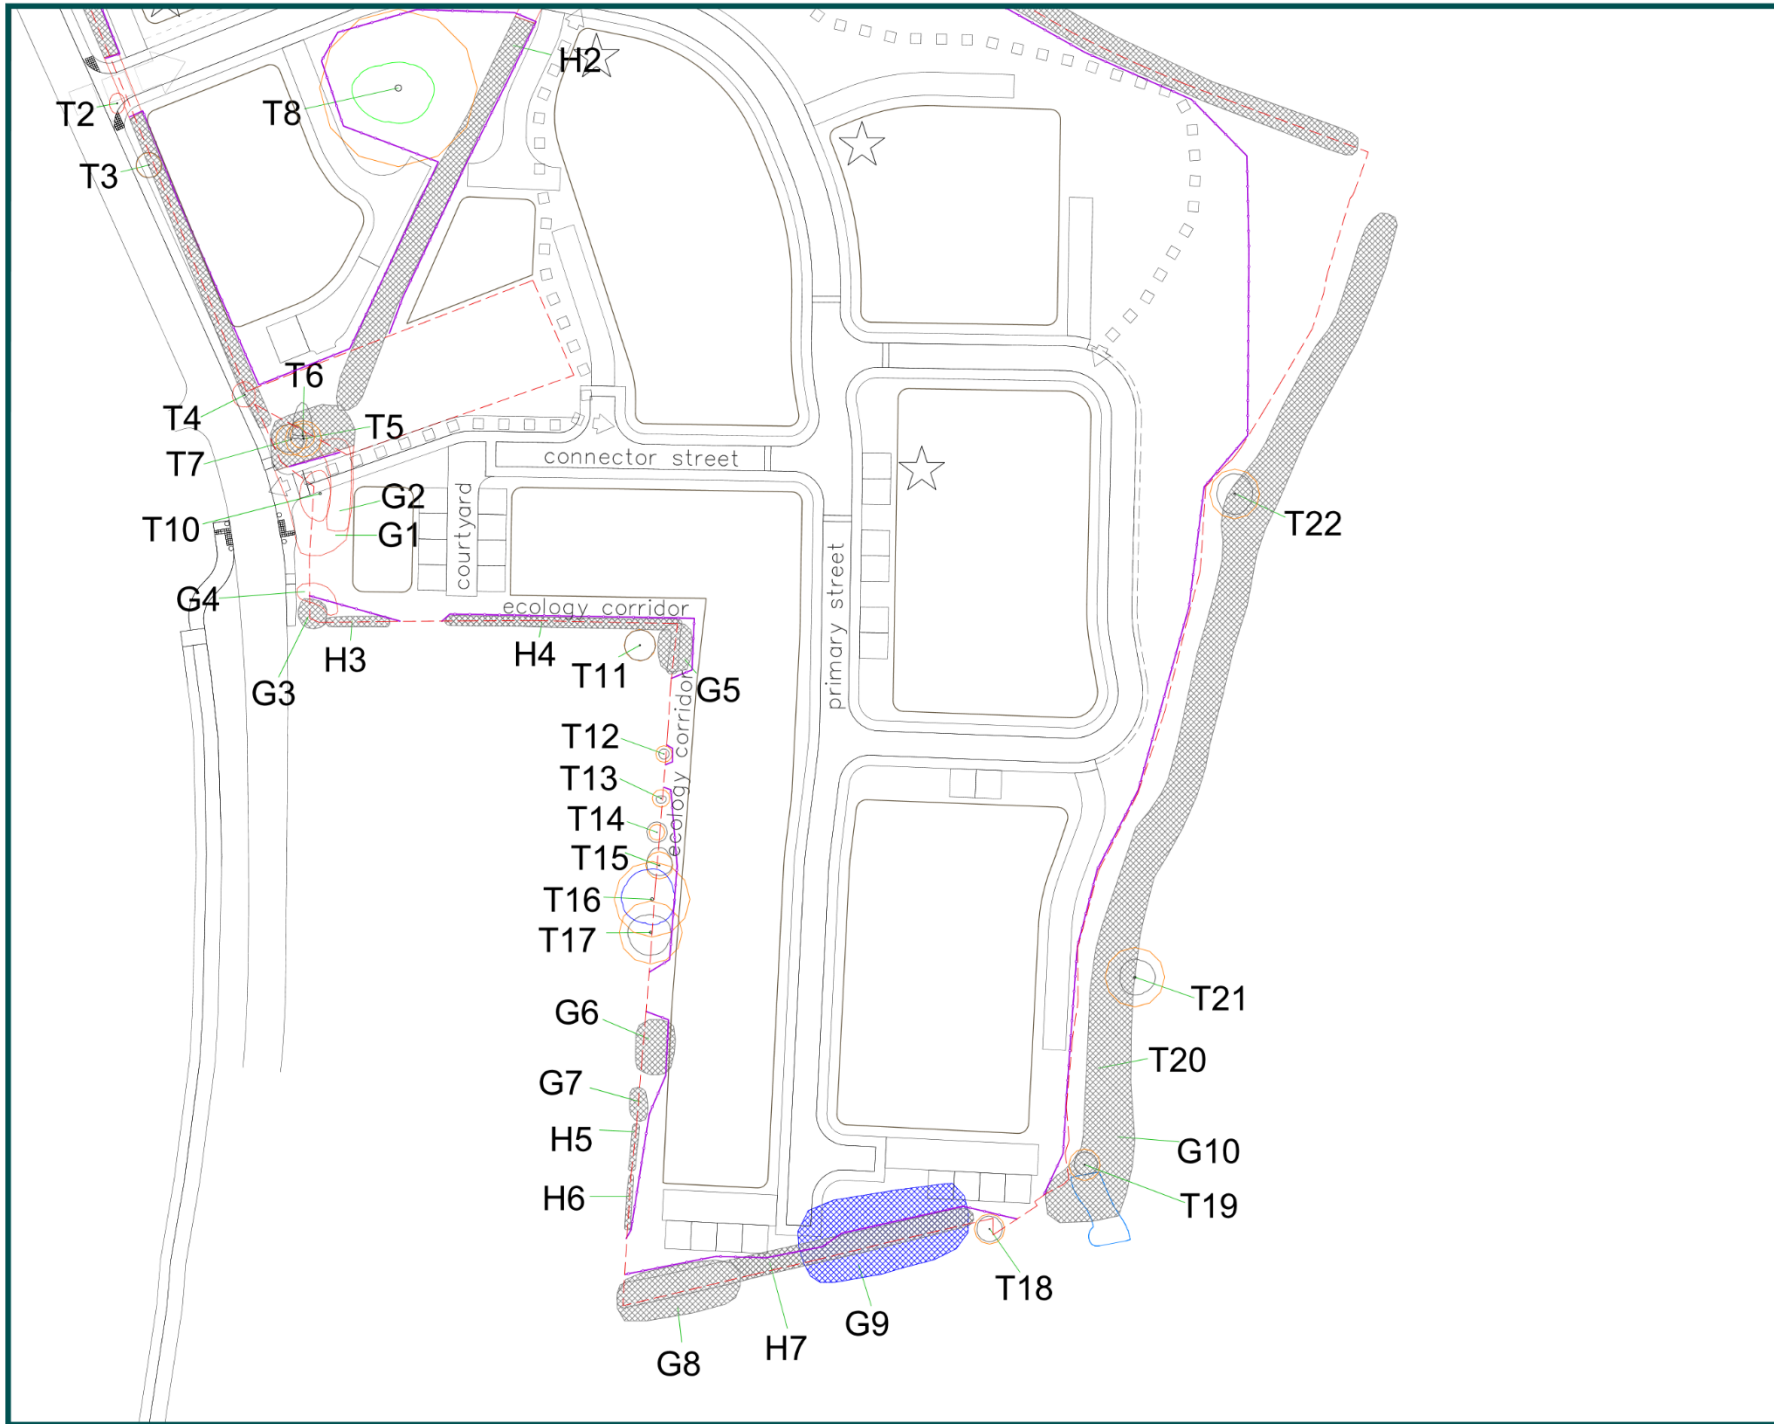 H2
T8
T2
T3
T6
T4
T5
T7
connector street
G2
T10
G1
courtyard
T22
primary street
G4
ecology corridor
H3
H4
T11
G3
G5
ecology corridor
T12
T13
T14
ecology corridor
T15
T16
T17
T21
G6
T20
G7
H5
G10
H6
T19
T18
G9
H7
G8